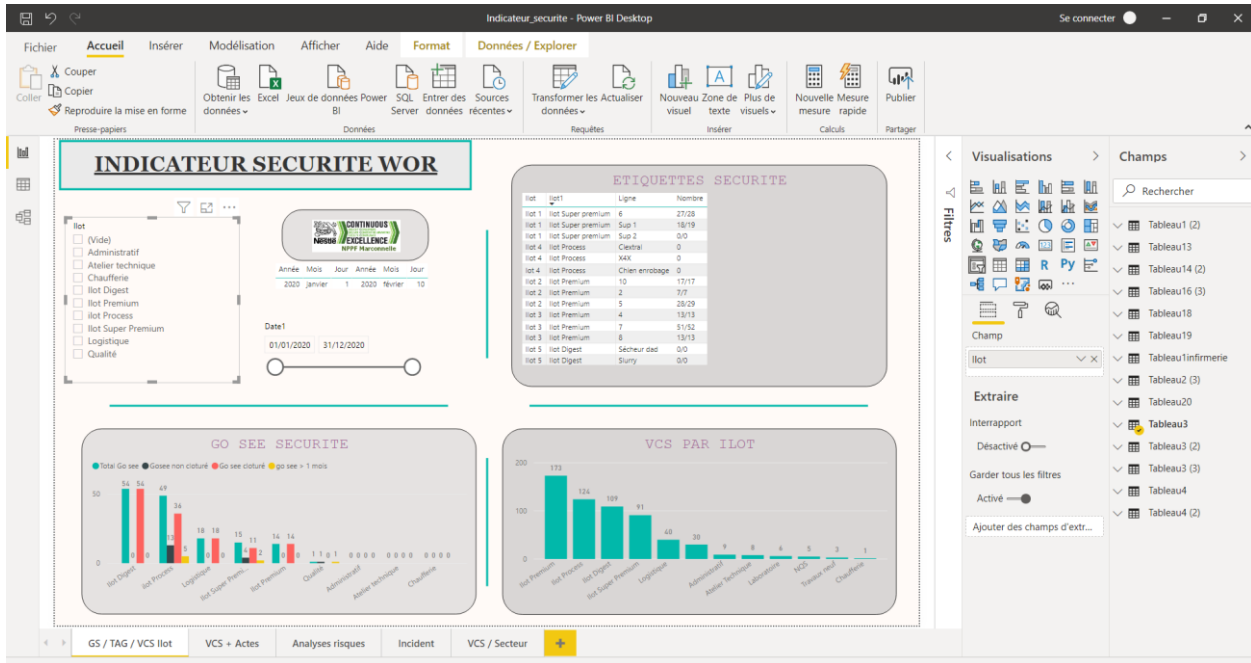 Indicateur_securite - Power BI Desktop
Se connecter
Fichier Accueil Insérer Modélisation Afficher Aide Format Données / Explorer
Coller
Couper
Copier
Reproduire la mise en forme
Obtenir les données
Excel
Jeux de données Power BI
SQL Server
Entrer des données
Sources récentes
Transformer les données
Actualiser
Nouveau visuel
Zone de texte
Plus de visuels
Nouvelle mesure
Mesure rapide
Publier
Presse-papiers Données Requêtes Insérer Calculs Partager
INDICATEUR SECURITE WOR
Ilot
(Vide)
Administratif
Atelier technique
Chaufferie
Ilot Digest
Ilot Premium
ilot Process
Ilot Super Premium
Logistique
Qualité
Nestlé
CONTINUOUS
EXCELLENCE
NPPF Marconnelle
Année Mois Jour Année Mois Jour
2020 janvier 1 2020 février 10
Date1
01/01/2020 31/12/2020
ETIQUETTES SECURITE
Ilot Ilot1 Ligne Nombre
Ilot 1 Ilot Super premium 6 27/28
Ilot 1 Ilot Super premium Sup 1 18/19
Ilot 1 Ilot Super premium Sup 2 0/0
Ilot 4 Ilot Process Clextral 0
Ilot 4 Ilot Process X4X 0
iot 4 Ilot Process Chien enrobage 0
Ilot 2 Ilot Premium 10 17/17
Ilot 2 Ilot Premium 2 7/7
Ilot 2 Ilot Premium 5 28/29
Ilot 3 Ilot Premium 4 13/13
Ilot 3 Ilot Premium 7 51/52
Ilot 3 Ilot Premium 8 13/13
Ilot 5 Ilot Digest Sécheur dad 0/0
Ilot 5 Ilot Digest Slurry 0/0
GO SEE SECURITE
Total Go see Gosee non cloturé Go see cloturé go see > 1 mois
50
0
54 0 54 0
49 13 36 5
18 0 18 0
15 4 11 2
14 0 14 0
1 1 0 1
0 0 0 0
0 0 0 0
0 0 0 0
Ilot Digest
Ilot Process
Logistique
Ilot Super Premi...
Ilot Premium
Qualité
Administratif
Atelier technique
Chaufferie
VCS PAR ILOT
200
100
0
173 124 109 91 40 30 9 8 6 5 3 1
Ilot Premium
Ilot Process
Ilot Digest
Ilot Super Premium
Logistique
Administratif
Atelier Technique
Laboratoire
NQS
Travaux neuf
Chaufferie
Filtres
Visualisations
R Py
Champ
Ilot
Extraire
Interrapport
Désactivé
Garder tous les filtres
Activé
Ajouter des champs d'extr...
Champs
Rechercher
Tableau1 (2)
Tableau13
Tableau14 (2)
Tableau16 (3)
Tableau18
Tableau19
Tableau1infirmerie
Tableau2 (3)
Tableau20
Tableau3
Tableau3 (2)
Tableau3 (3)
Tableau4
Tableau4 (2)
GS / TAG / VCS Ilot VCS + Actes Analyses risques Incident VCS / Secteur